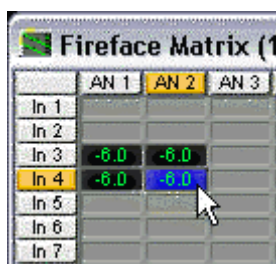 Fireface Matrix (1
AN 1 AN 2 AN 3
In 1
In 2
In 3 -6.0 -6.0
In 4 -6.0 -6.0
In 5
In 6
In 7